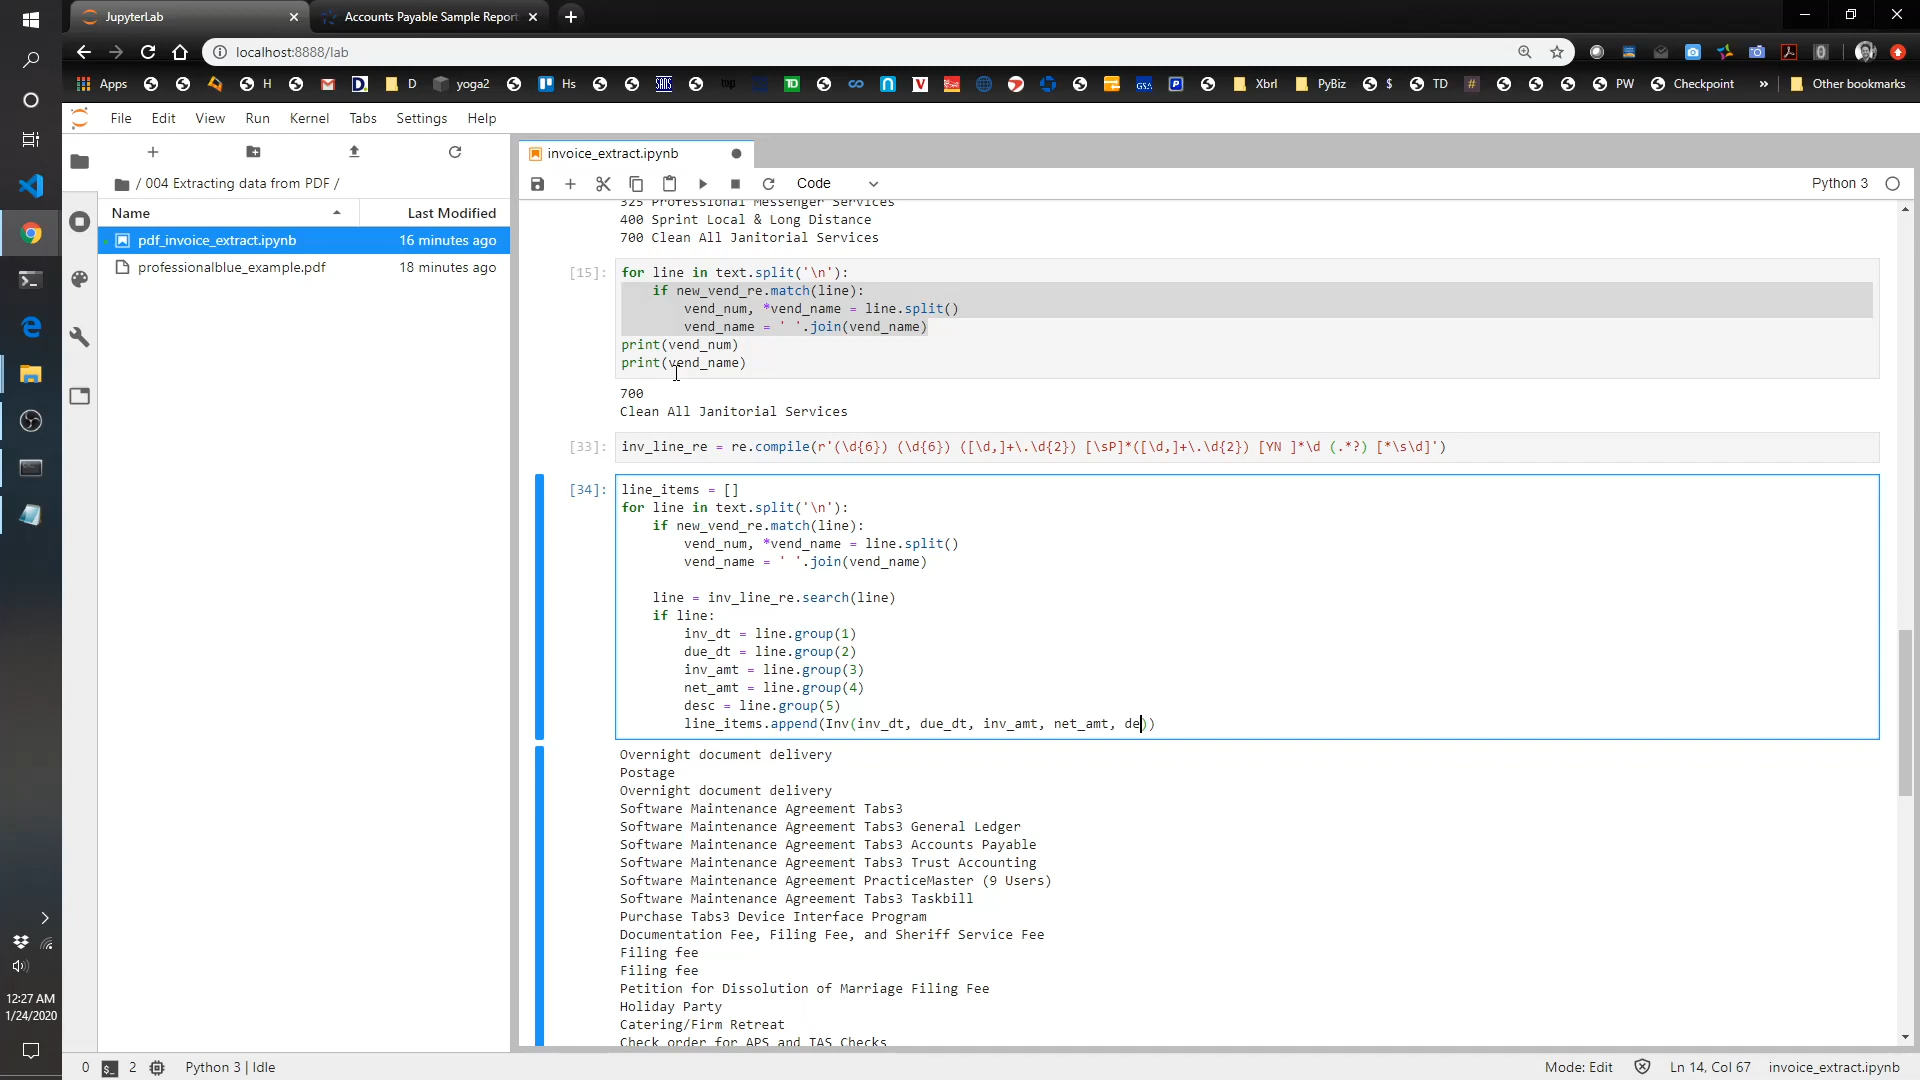 JupyterLab
Accounts Payable Sample Report
localhost:8888/lab
Apps
H
D
yoga2
Hs
SANS
top
TD
GSA
Xbrl
PyBiz
$
TD
#
PW
Checkpoint
»
Other bookmarks
File Edit View Run Kernel Tabs Settings Help
/ 004 Extracting data from PDF /
Name Last Modified
pdf_invoice_extract.ipynb 16 minutes ago
professionalblue_example.pdf 18 minutes ago
invoice_extract.ipynb
Code
Python 3
325 Professional Messenger Services
400 Sprint Local & Long Distance
700 Clean All Janitorial Services
[15]: for line in text.split('\n'):
    if new_vend_re.match(line):
        vend_num, *vend_name = line.split()
        vend_name = ' '.join(vend_name)
print(vend_num)
print(vend_name)
700
Clean All Janitorial Services
[33]: inv_line_re = re.compile(r'(\d{6}) (\d{6}) ([\d,]+\.\d{2}) [\sP]*([\d,]+\.\d{2}) [YN ]*\d (.*?) [*\s\d]')
[34]: line_items = []
for line in text.split('\n'):
    if new_vend_re.match(line):
        vend_num, *vend_name = line.split()
        vend_name = ' '.join(vend_name)
    line = inv_line_re.search(line)
    if line:
        inv_dt = line.group(1)
        due_dt = line.group(2)
        inv_amt = line.group(3)
        net_amt = line.group(4)
        desc = line.group(5)
        line_items.append(Inv(inv_dt, due_dt, inv_amt, net_amt, de))
Overnight document delivery
Postage
Overnight document delivery
Software Maintenance Agreement Tabs3
Software Maintenance Agreement Tabs3 General Ledger
Software Maintenance Agreement Tabs3 Accounts Payable
Software Maintenance Agreement Tabs3 Trust Accounting
Software Maintenance Agreement PracticeMaster (9 Users)
Software Maintenance Agreement Tabs3 Taskbill
Purchase Tabs3 Device Interface Program
Documentation Fee, Filing Fee, and Sheriff Service Fee
Filing fee
Filing fee
Petition for Dissolution of Marriage Filing Fee
Holiday Party
Catering/Firm Retreat
Check order for APS and TAS Checks
12:27 AM
1/24/2020
0 2 Python 3 | Idle
Mode: Edit Ln 14, Col 67 invoice_extract.ipynb